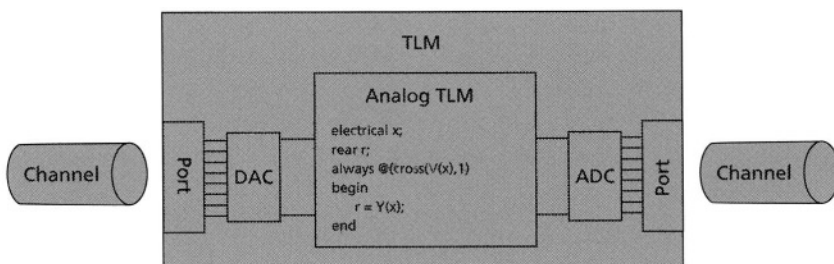 TLM
Analog TLM
electrical x;
rear r;
always @(cross(V(x),1)
begin
r = Y(x);
end
Channel
Port
DAC
ADC
Port
Channel